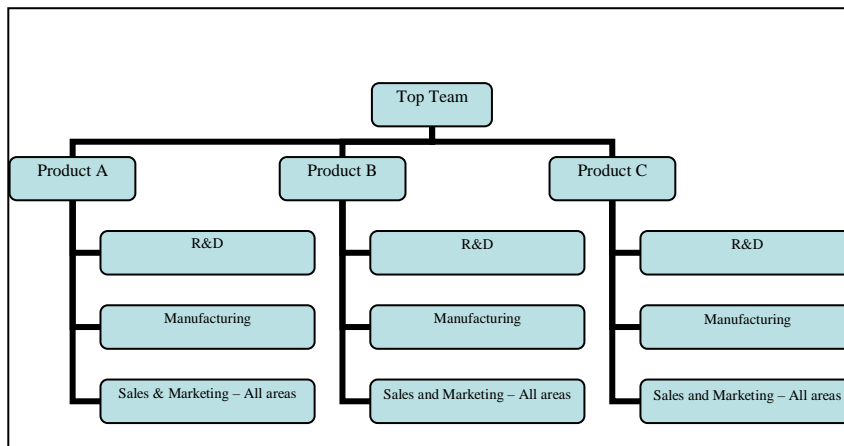 Top Team
Product A
Product B
Product C
R&D
R&D
R&D
Manufacturing
Manufacturing
Manufacturing
Sales & Marketing – All areas
Sales and Marketing – All areas
Sales and Marketing – All areas